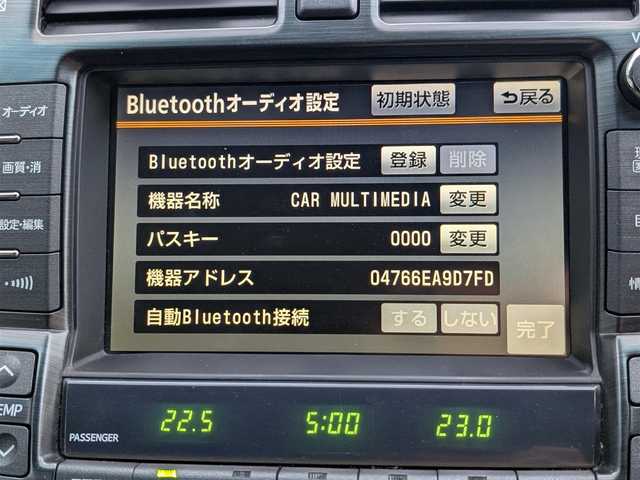 Bluetoothオーディオ設定 初期状態 戻る
オーディオ
Bluetoothオーディオ設定 登録 削除
画質・消
機器名称 CAR MULTIMEDIA 変更
設定・編集
パスキー 0000 変更
機器アドレス 04766EA9D7FD
自動Bluetooth接続 する しない
完了
22.5 5:00 23.0
PASSENGER